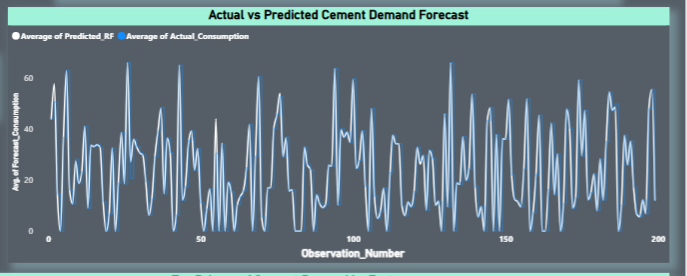 Actual vs Predicted Cement Demand Forecast
Average of Predicted_RF Average of Actual_Consumption
Avg. of Forecast_Consumption
60
40
20
0
0 50 100 150 200
Observation_Number